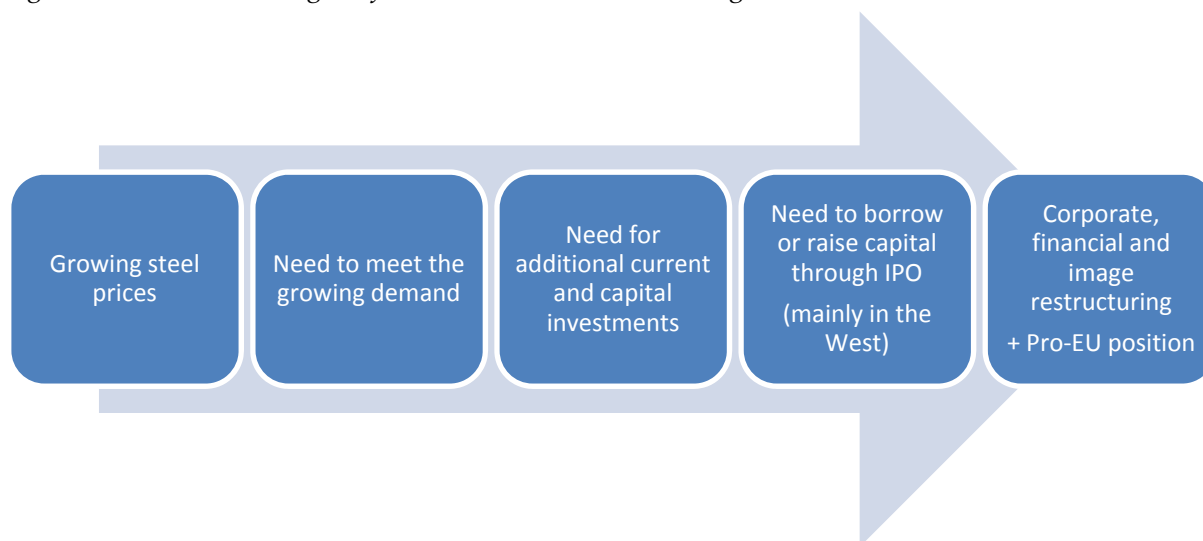 Growing steel
prices
Need to meet the
growing demand
Need for
additional current
and capital
investments
Need to borrow
or raise capital
through IPO
(mainly in the
West)
Corporate,
financial and
image
restructuring
+ Pro-EU position